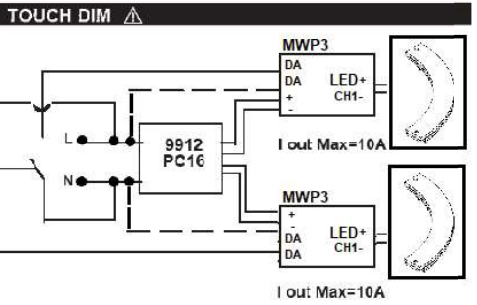 TOUCH DIM ⚠
MWP3
DA
DA
LED+
+
CH1-
-
I out Max=10A
L
N
9912
PC16
MWP3
+
-
LED+
DA
CH1-
DA
I out Max=10A